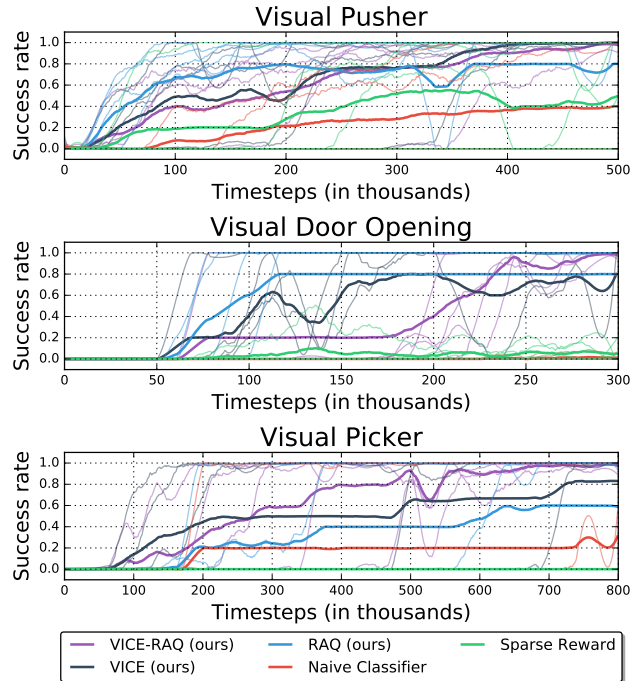 Visual Pusher
Success rate
1.0
0.8
0.6
0.4
0.2
0.0
0 100 200 300 400 500
Timesteps (in thousands)
Visual Door Opening
Success rate
1.0
0.8
0.6
0.4
0.2
0.0
0 50 100 150 200 250 300
Timesteps (in thousands)
Visual Picker
Success rate
1.0
0.8
0.6
0.4
0.2
0.0
0 100 200 300 400 500 600 700 800
Timesteps (in thousands)
VICE-RAQ (ours) RAQ (ours) Sparse Reward
VICE (ours) Naive Classifier